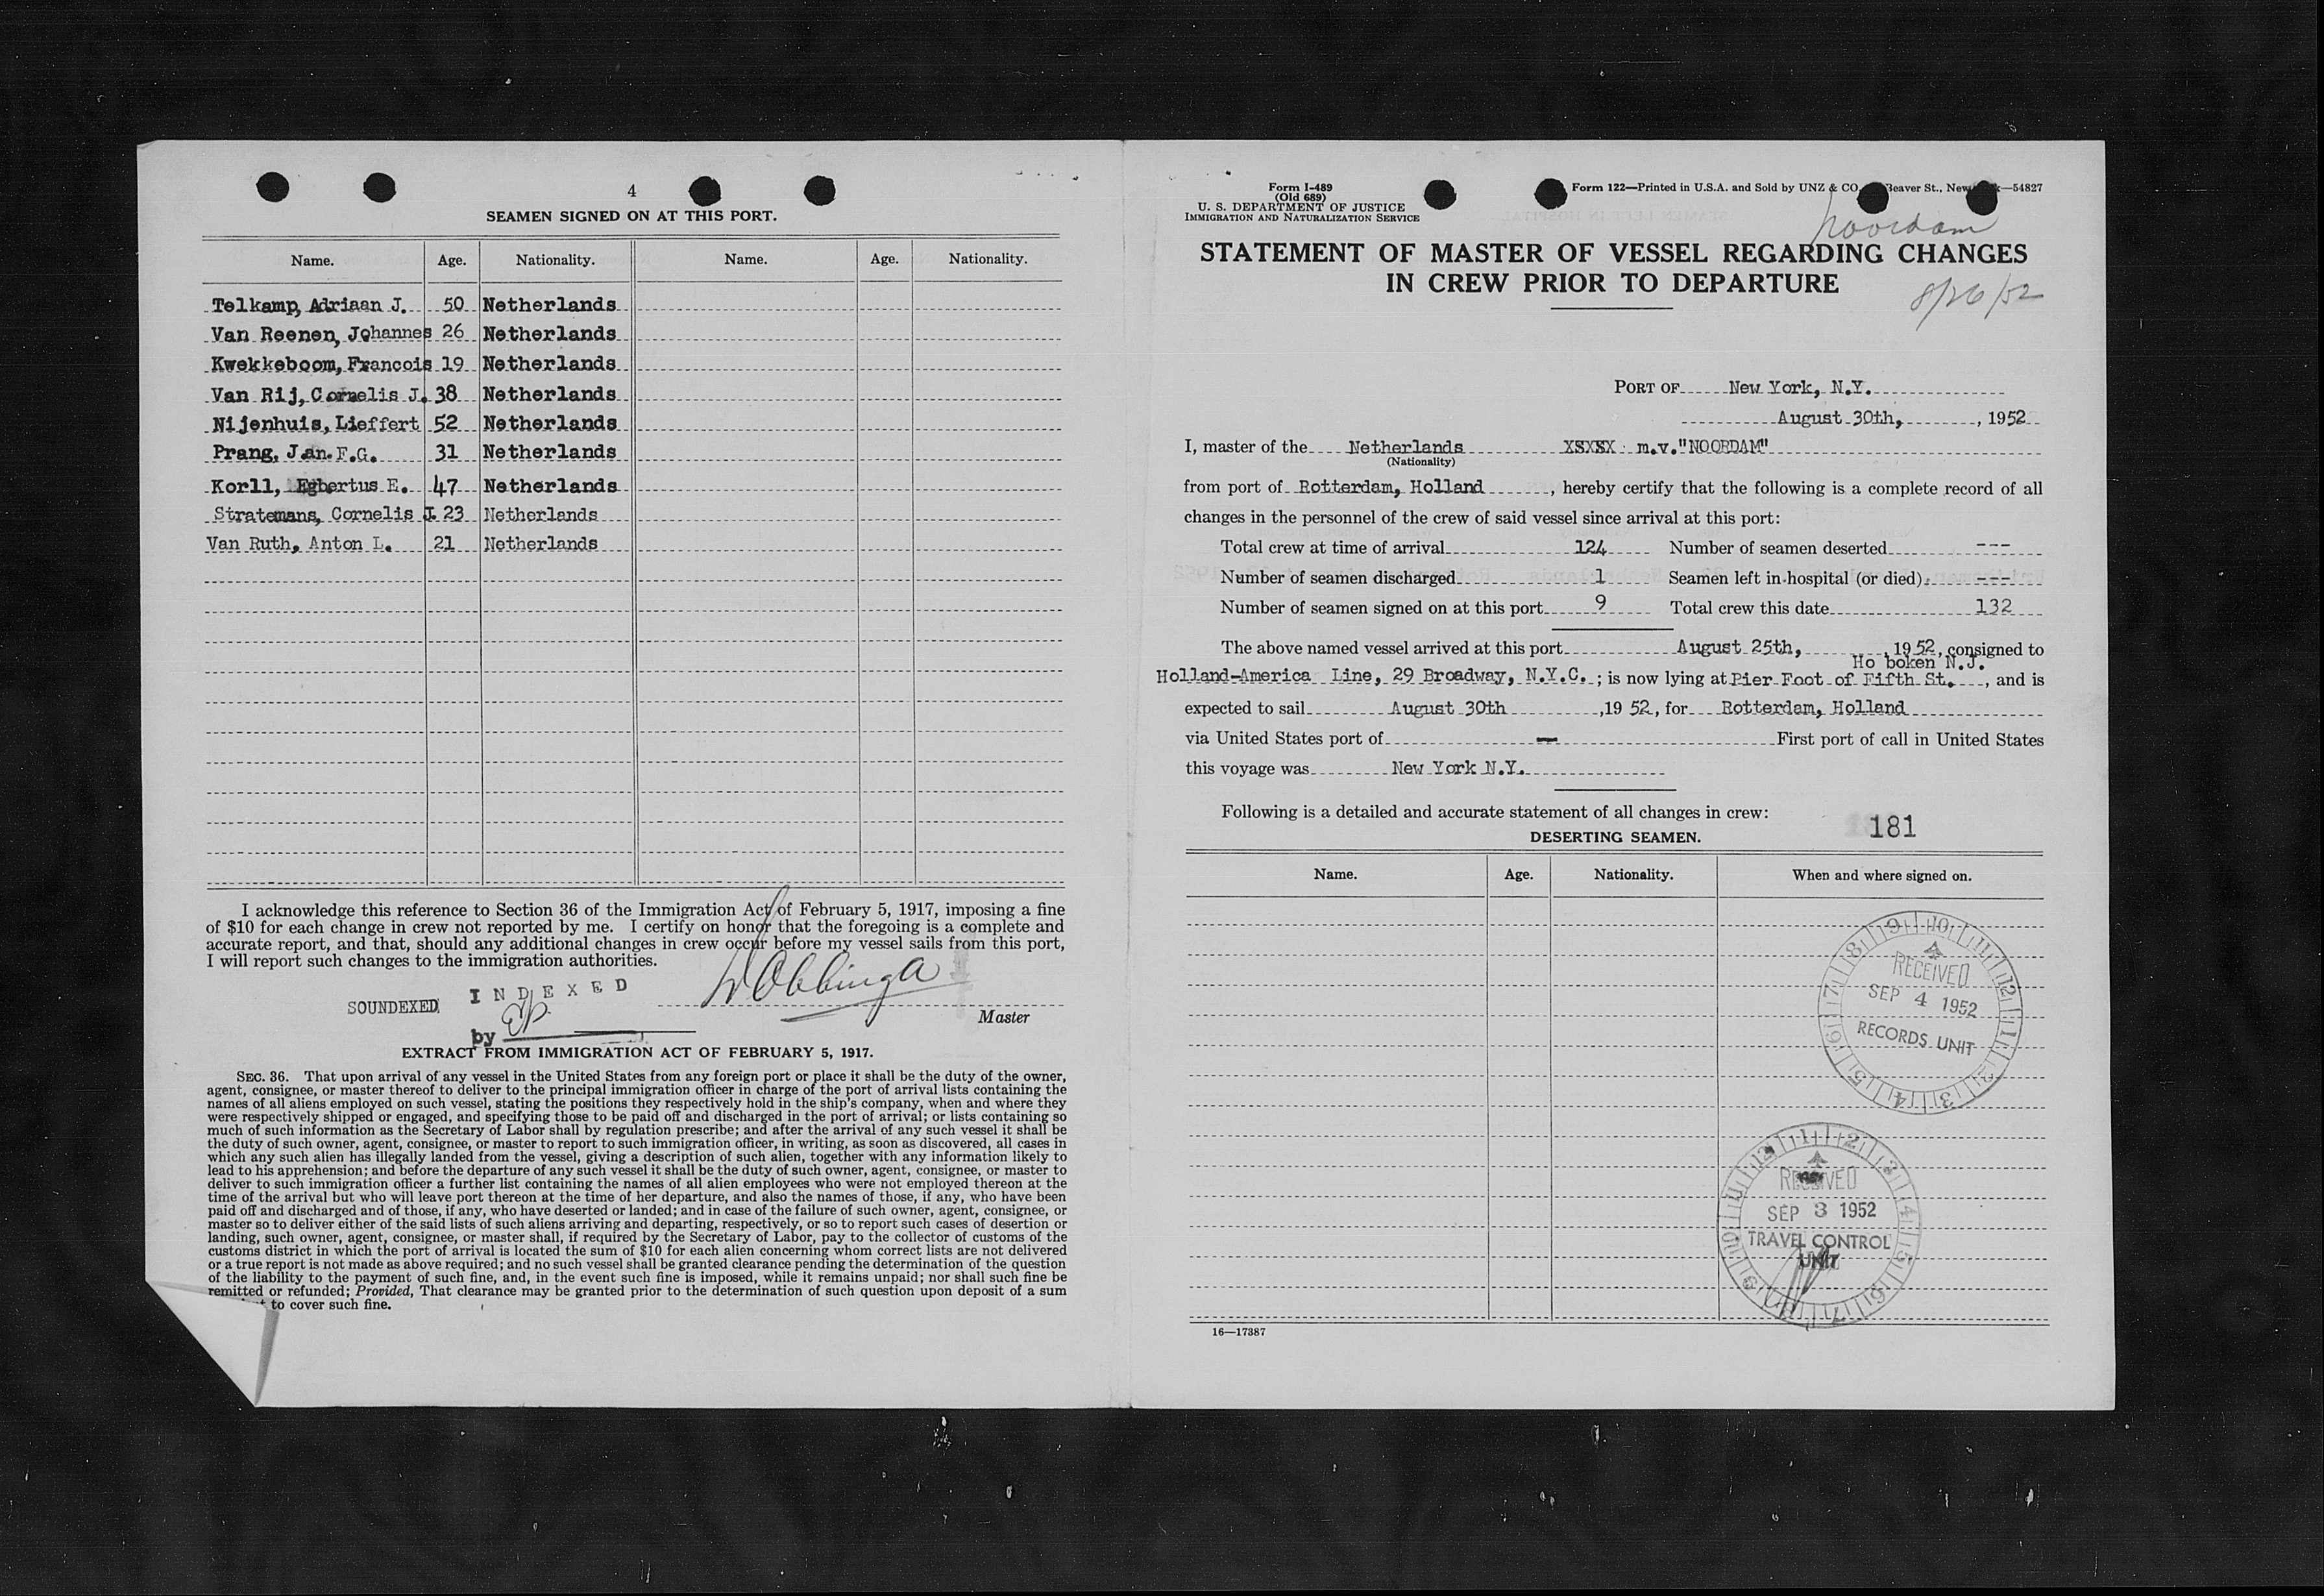 4
SEAMEN SIGNED ON AT THIS PORT.
Name. Age. Nationality. Name. Age. Nationality.
Telkamp, Adriaan J. 50 Netherlands
Van Reenen, Johannes 26 Netherlands
Kwekkeboom, Francois 19 Netherlands
Van Rij, Cornelis J. 38 Netherlands
Nijenhuis, Lieffert 52 Netherlands
Prang, Jan. F.G. 31 Netherlands
Korll, Egbertus E. 47 Netherlands
Stratemans, Cornelis J. 23 Netherlands
Van Ruth, Anton L. 21 Netherlands
I acknowledge this reference to Section 36 of the Immigration Act of February 5, 1917, imposing a fine
of $10 for each change in crew not reported by me. I certify on honor that the foregoing is a complete and
accurate report, and that, should any additional changes in crew occur before my vessel sails from this port,
I will report such changes to the immigration authorities.
SOUNDEXED INDEXED
by
Master
EXTRACT FROM IMMIGRATION ACT OF FEBRUARY 5, 1917.
SEC. 36. That upon arrival of any vessel in the United States from any foreign port or place it shall be the duty of the owner,
agent, consignee, or master thereof to deliver to the principal immigration officer in charge of the port of arrival lists containing the
names of all aliens employed on such vessel, stating the positions they respectively hold in the ship's company, when and where they
were respectively shipped or engaged, and specifying those to be paid off and discharged in the port of arrival; or lists containing so
much of such information as the Secretary of Labor shall by regulation prescribe; and after the arrival of any such vessel it shall be
the duty of such owner, agent, consignee, or master to report to such immigration officer, in writing, as soon as discovered, all cases in
which any such alien has illegally landed from the vessel, giving a description of such alien, together with any information likely to
lead to his apprehension; and before the departure of any such vessel it shall be the duty of such owner, agent, consignee, or master to
deliver to such immigration officer a further list containing the names of all alien employees who were not employed thereon at the
time of the arrival but who will leave port thereon at the time of her departure, and also the names of those, if any, who have been
paid off and discharged and of those, if any, who have deserted or landed; and in case of the failure of such owner, agent, consignee, or
master so to deliver either of the said lists of such aliens arriving and departing, respectively, or so to report such cases of desertion or
landing, such owner, agent, consignee, or master shall, if required by the Secretary of Labor, pay to the collector of customs of the
customs district in which the port of arrival is located the sum of $10 for each alien concerning whom correct lists are not delivered
or a true report is not made as above required; and no such vessel shall be granted clearance pending the determination of the question
of the liability to the payment of such fine, and, in the event such fine is imposed, while it remains unpaid; nor shall such fine be
remitted or refunded; Provided, That clearance may be granted prior to the determination of such question upon deposit of a sum
to cover such fine.
Form I-489
(Old 689)
U. S. DEPARTMENT OF JUSTICE
IMMIGRATION AND NATURALIZATION SERVICE
Form 122—Printed in U.S.A. and Sold by UNZ & CO. Beaver St., New —54827
Noordam
STATEMENT OF MASTER OF VESSEL REGARDING CHANGES
IN CREW PRIOR TO DEPARTURE
8/26/52
PORT OF New York, N.Y.
August 30th, , 1952
I, master of the Netherlands XSXSX m.v."NOORDAM"
(Nationality)
from port of Rotterdam, Holland , hereby certify that the following is a complete record of all
changes in the personnel of the crew of said vessel since arrival at this port:
Total crew at time of arrival 124 Number of seamen deserted ---
Number of seamen discharged 1 Seamen left in hospital (or died) ---
Number of seamen signed on at this port 9 Total crew this date 132
The above named vessel arrived at this port August 25th, , 1952, consigned to
Ho boken N.J.
Holland-America Line, 29 Broadway, N.Y.C. ; is now lying at Pier Foot of Fifth St. , and is
expected to sail August 30th ,19 52, for Rotterdam, Holland
via United States port of — First port of call in United States
this voyage was New York N.Y.
Following is a detailed and accurate statement of all changes in crew:
181
DESERTING SEAMEN.
Name. Age. Nationality. When and where signed on.
RECEIVED
SEP 4 1952
RECORDS UNIT
RECEIVED
SEP 3 1952
TRAVEL CONTROL
UNIT
16—17387